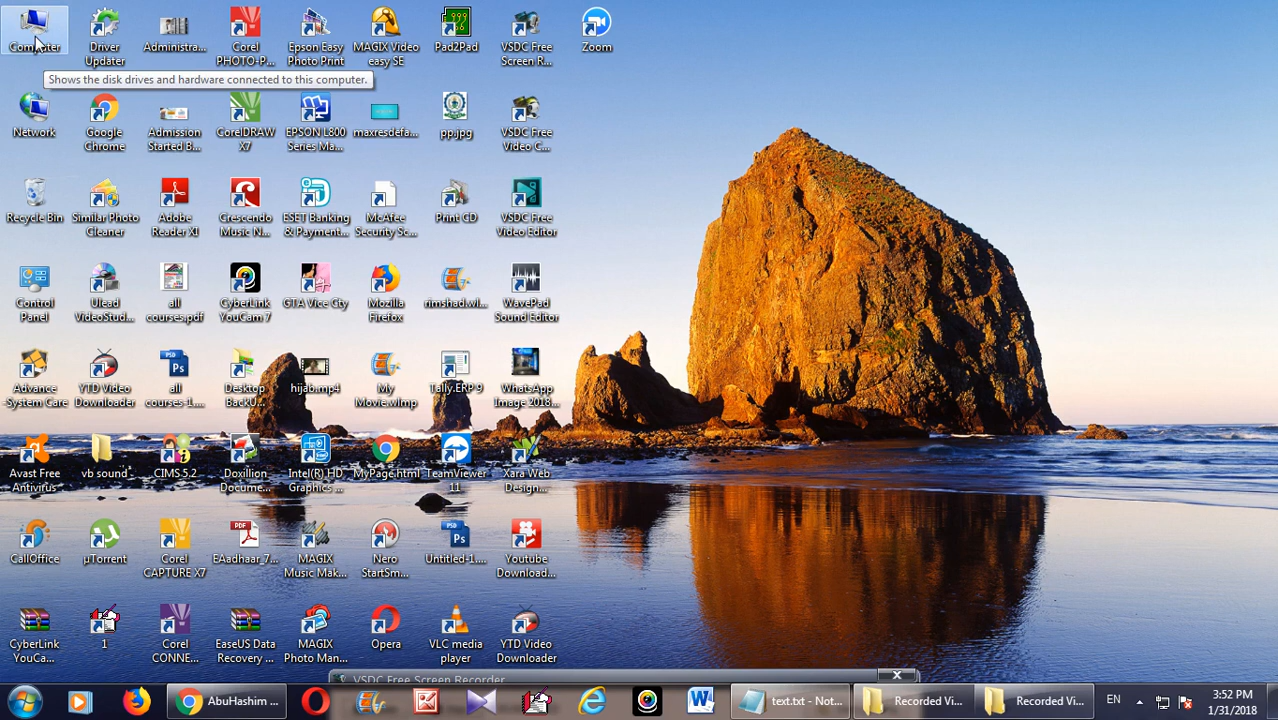 Computer
Driver
Updater
Administra...
Corel
PHOTO-P...
Epson Easy
Photo Print
MAGIX Video
easy SE
Pad2Pad
VSDC Free
Screen R...
Zoom
Shows the disk drives and hardware connected to this computer.
Network
Google
Chrome
Admission
Started B...
CorelDRAW
X7
EPSON L800
Series Ma...
maxresdefa...
pp.jpg
VSDC Free
Video C...
Recycle Bin
Similar Photo
Cleaner
Adobe
Reader XI
Crescendo
Music N...
ESET Banking
& Payment...
McAfee
Security Sc...
Print CD
VSDC Free
Video Editor
Control
Panel
Ulead
VideoStud...
all
courses.pdf
CyberLink
YouCam 7
GTA Vice City
Mozilla
Firefox
rimshad.wl...
WavePad
Sound Editor
Advance
System Care
YTD Video
Downloader
all
courses-1....
Desktop
BackU...
hijab.mp4
My
Movie.wlmp
Tally.ERP 9
WhatsApp
Image 2018...
Avast Free
Antivirus
vb sound
CIMS 5.2
Doxillion
Docume...
Intel(R) HD
Graphics ...
MyPage.html
TeamViewer
11
Xara Web
Design...
CallOffice
µTorrent
Corel
CAPTURE X7
EAadhaar_7...
MAGIX
Music Mak...
Nero
StartSm...
Untitled-1....
Youtube
Download...
CyberLink
YouCa...
1
Corel
CONNE...
EaseUS Data
Recovery ...
MAGIX
Photo Man...
Opera
VLC media
player
YTD Video
Downloader
VSDC Free Screen Recorder
X
AbuHashim ...
text.txt - Not...
Recorded Vi...
Recorded Vi...
EN
3:52 PM
1/31/2018